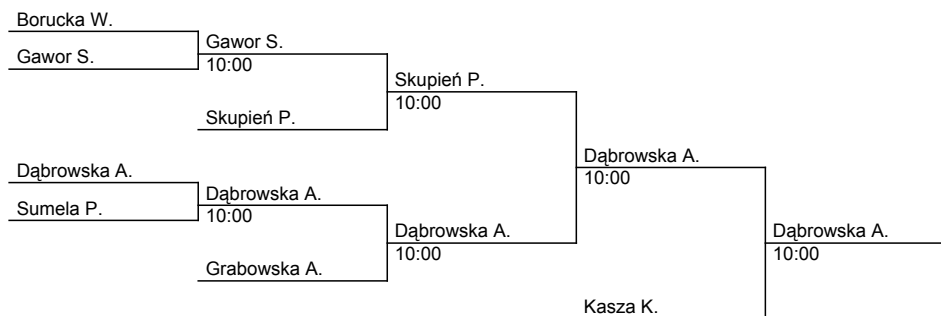 Borucka W.
Gawor S.
Gawor S.
10:00
Skupień P.
Skupień P.
10:00
Dąbrowska A.
Sumela P.
Dąbrowska A.
10:00
Grabowska A.
Dąbrowska A.
10:00
Dąbrowska A.
10:00
Kasza K.
Dąbrowska A.
10:00